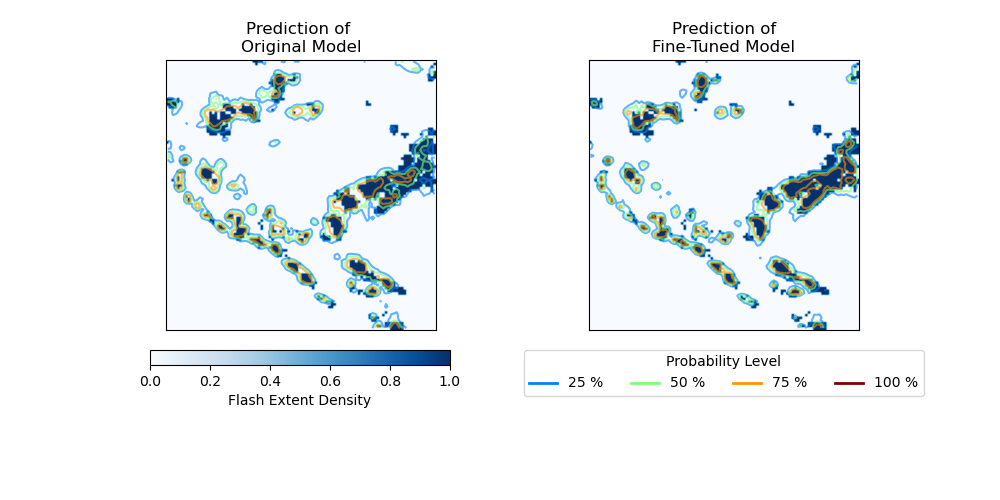 Prediction of
Original Model
Prediction of
Fine-Tuned Model
0.0 0.2 0.4 0.6 0.8 1.0
Flash Extent Density
Probability Level
25 % 50 % 75 % 100 %